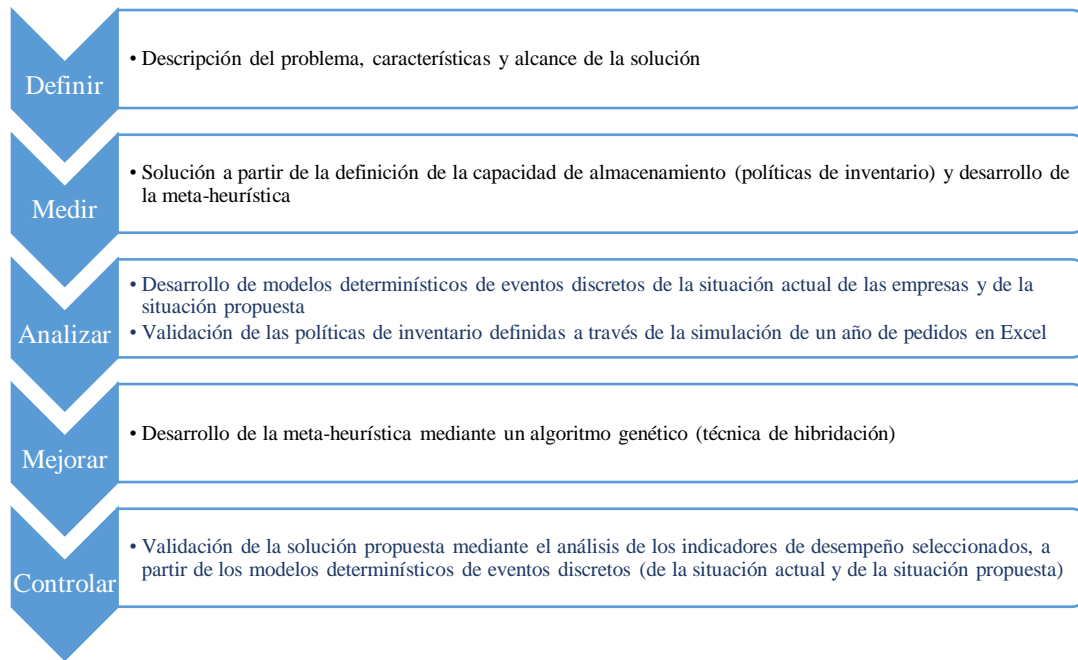 Definir
• Descripción del problema, características y alcance de la solución
Medir
• Solución a partir de la definición de la capacidad de almacenamiento (políticas de inventario) y desarrollo de
la meta-heurística
Analizar
• Desarrollo de modelos determinísticos de eventos discretos de la situación actual de las empresas y de la
situación propuesta
• Validación de las políticas de inventario definidas a través de la simulación de un año de pedidos en Excel
Mejorar
• Desarrollo de la meta-heurística mediante un algoritmo genético (técnica de hibridación)
Controlar
• Validación de la solución propuesta mediante el análisis de los indicadores de desempeño seleccionados, a
partir de los modelos determinísticos de eventos discretos (de la situación actual y de la situación propuesta)